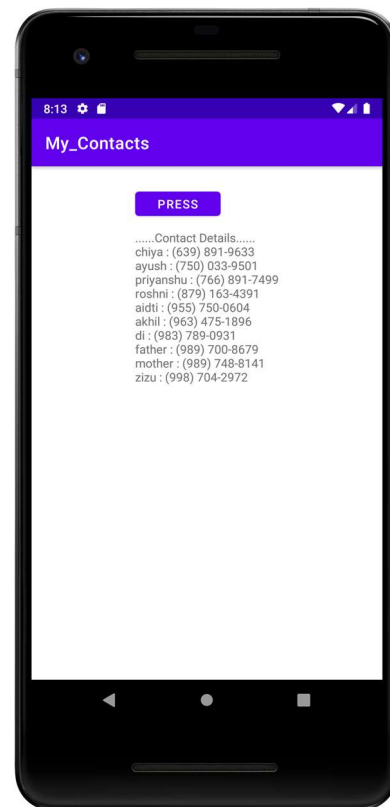 8:13
My_Contacts
PRESS
......Contact Details......
chiya : (639) 891-9633
ayush : (750) 033-9501
priyanshu : (766) 891-7499
roshni : (879) 163-4391
aidti : (955) 750-0604
akhil : (963) 475-1896
di : (983) 789-0931
father : (989) 700-8679
mother : (989) 748-8141
zizu : (998) 704-2972